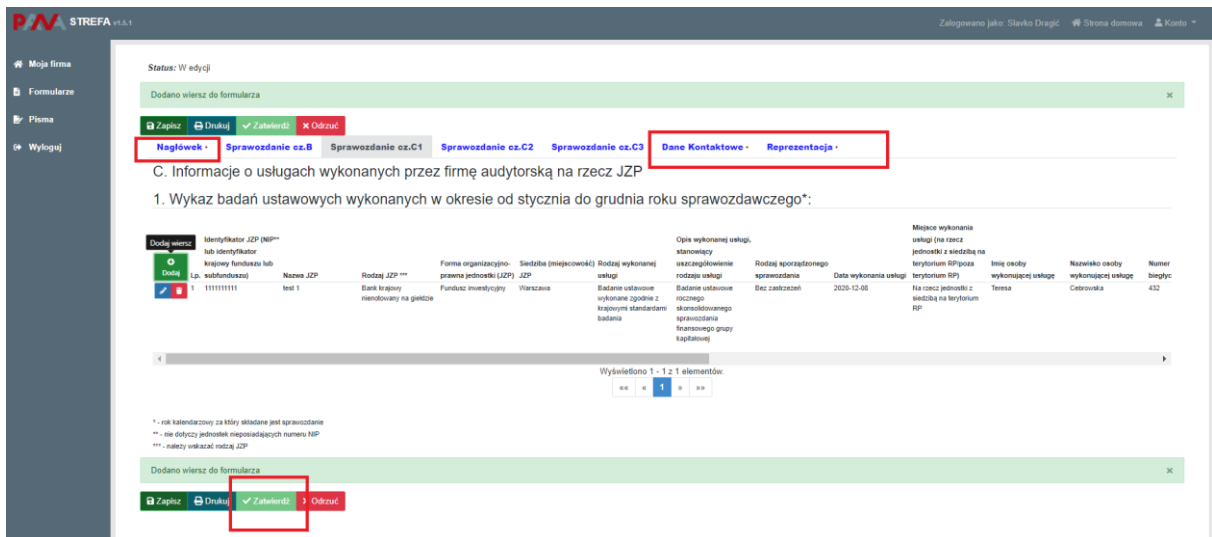 PANA STREFA v1.5.1
Zalogowano jako: Slavko Dragić Strona domowa Konto
Moja firma
Formularze
Pisma
Wyloguj
Status: W edycji
Dodano wiersz do formularza ×
Zapisz Drukuj Zatwierdź Odrzuć
Nagłówek Sprawozdanie cz.B Sprawozdanie cz.C1 Sprawozdanie cz.C2 Sprawozdanie cz.C3 Dane Kontaktowe Reprezentacja
C. Informacje o usługach wykonanych przez firmę audytorską na rzecz JZP
1. Wykaz badań ustawowych wykonanych w okresie od stycznia do grudnia roku sprawozdawczego*:
Dodaj wiersz
Dodaj
Lp.
Identyfikator JZP (NIP**
lub identyfikator
krajowy funduszu lub
subfunduszu)
Nazwa JZP
Rodzaj JZP ***
Forma organizacyjno-
prawna jednostki (JZP)
Siedziba (miejscowość)
JZP
Rodzaj wykonanej
usługi
Opis wykonanej usługi,
stanowiący
uszczegółowienie
rodzaju usługi
Rodzaj sporządzonego
sprawozdania
Data wykonania usługi
Miejsce wykonania
usługi (na rzecz
jednostki z siedzibą na
terytorium RP/poza
terytorium RP)
Imię osoby
wykonującej usługę
Nazwisko osoby
wykonującej usługę
Numer
biegłyc
1
1111111111
test 1
Bank krajowy
nienotowany na giełdzie
Fundusz inwestycyjny
Warszawa
Badanie ustawowe
wykonane zgodnie z
krajowymi standardami
badania
Badanie ustawowe
rocznego
skonsolidowanego
sprawozdania
finansowego grupy
kapitałowej
Bez zastrzeżeń
2020-12-08
Na rzecz jednostki z
siedzibą na terytorium
RP
Teresa
Cebrowska
432
Wyświetlono 1 - 1 z 1 elementów.
«« « 1 » »»
* - rok kalendarzowy za który składane jest sprawozdanie
** - nie dotyczy jednostek nieposiadających numeru NIP
*** - należy wskazać rodzaj JZP
Dodano wiersz do formularza ×
Zapisz Drukuj Zatwierdź Odrzuć